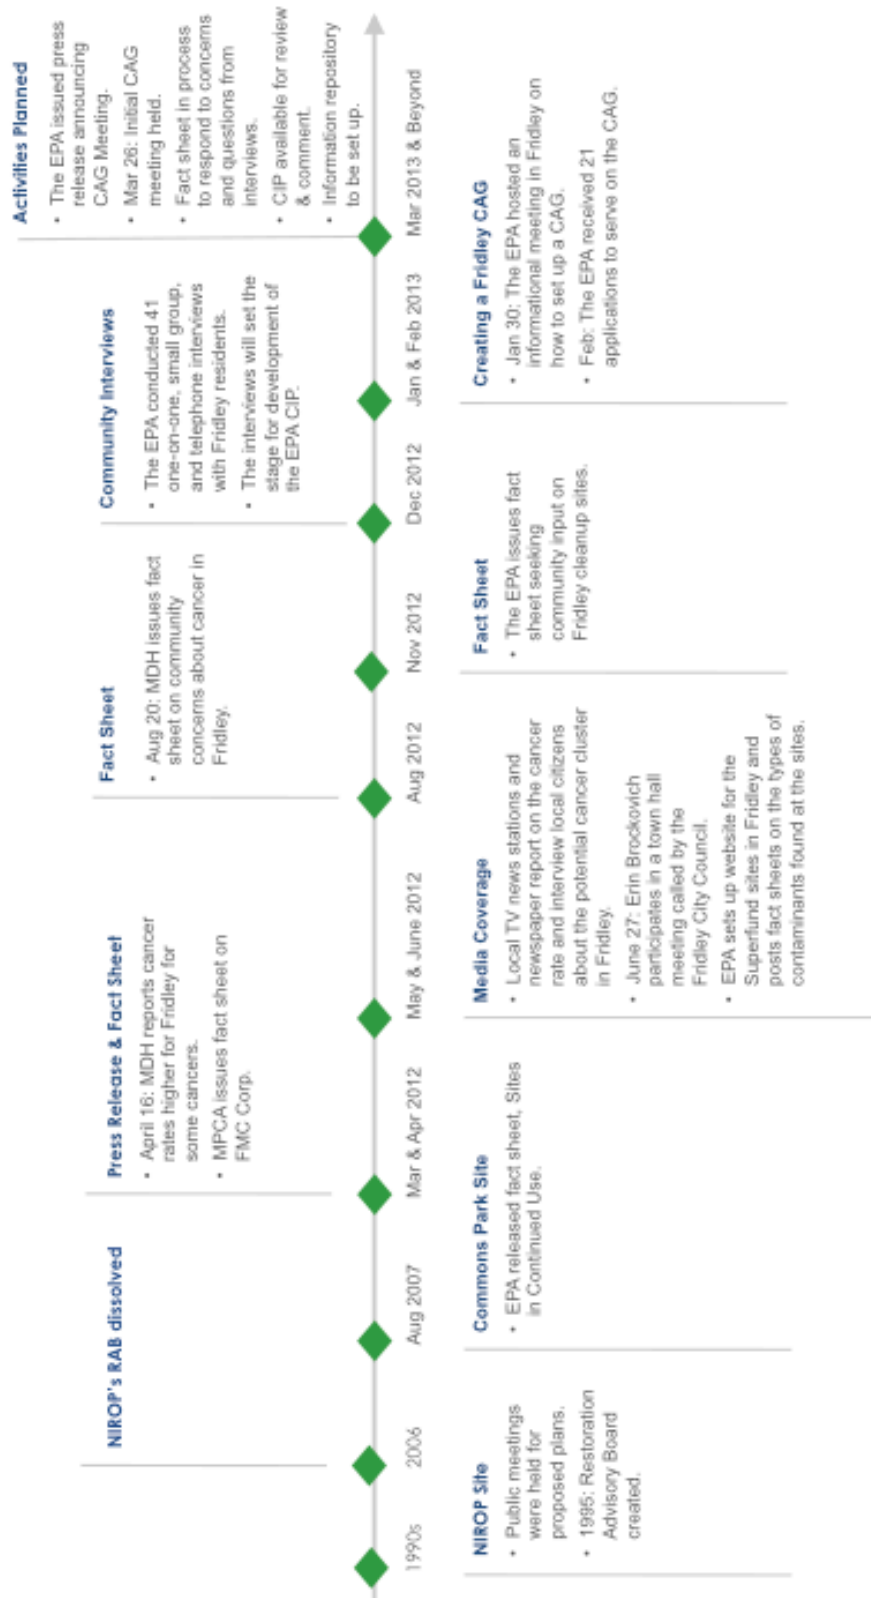 NIROP's RAB dissolved
Press Release & Fact Sheet
• April 16: MDH reports cancer
rates higher for Fridley for
some cancers.
• MPCA issues fact sheet on
FMC Corp.
Fact Sheet
• Aug 20: MDH issues fact
sheet on community
concerns about cancer in
Fridley.
Community Interviews
• The EPA conducted 41
one-on-one, small group,
and telephone interviews
with Fridley residents.
• The interviews will set the
stage for development of
the EPA CIP.
Activities Planned
• The EPA issued press
release announcing
CAG Meeting.
• Mar 26: Initial CAG
meeting held.
• Fact sheet in process
to respond to concerns
and questions from
interviews.
• CIP available for review
& comment.
• Information repository
to be set up.
1990s
2006
Aug 2007
Mar & Apr 2012
May & June 2012
Aug 2012
Nov 2012
Dec 2012
Jan & Feb 2013
Mar 2013 & Beyond
NIROP Site
• Public meetings
were held for
proposed plans.
• 1995: Restoration
Advisory Board
created.
Commons Park Site
• EPA released fact sheet, Sites
in Continued Use.
Media Coverage
• Local TV news stations and
newspaper report on the cancer
rate and interview local citizens
about the potential cancer cluster
in Fridley.
• June 27: Erin Brockovich
participates in a town hall
meeting called by the
Fridley City Council.
• EPA sets up website for the
Superfund sites in Fridley and
posts fact sheets on the types of
contaminants found at the sites.
Fact Sheet
• The EPA issues fact
sheet seeking
community input on
Fridley cleanup sites.
Creating a Fridley CAG
• Jan 30: The EPA hosted an
informational meeting in Fridley on
how to set up a CAG.
• Feb: The EPA received 21
applications to serve on the CAG.